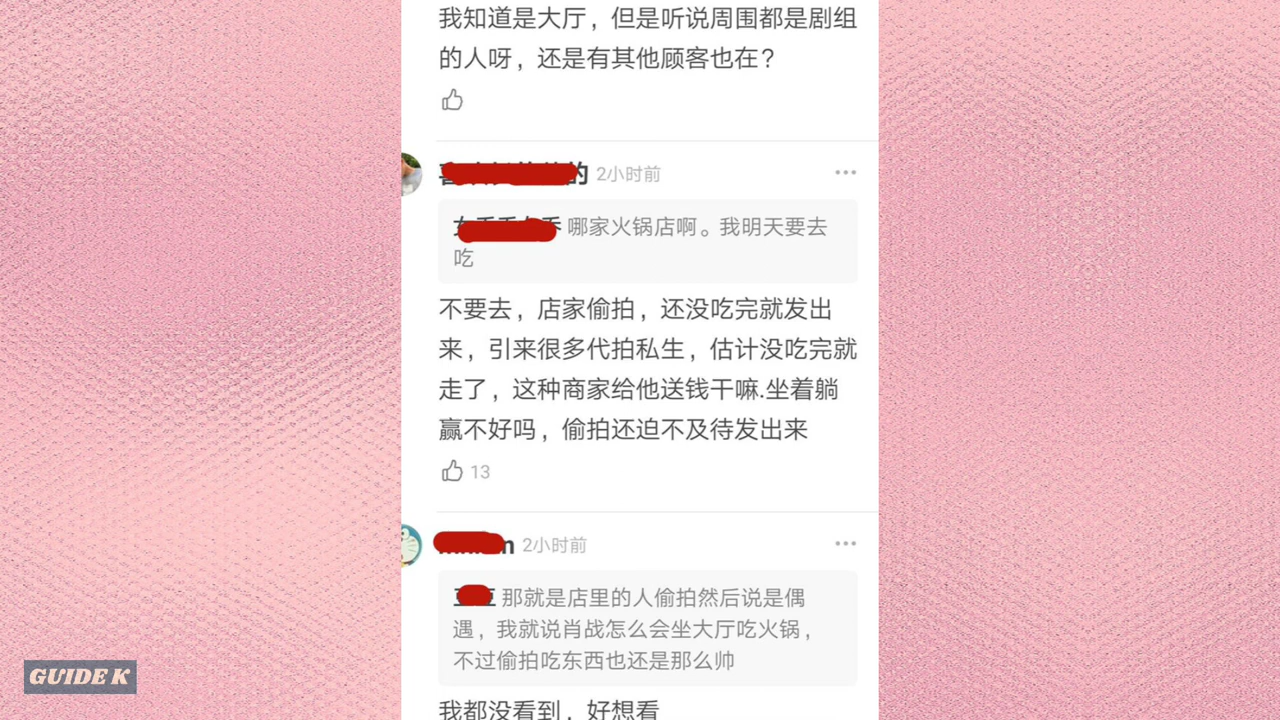 我知道是大厅，但是听说周围都是剧组
的人呀，还是有其他顾客也在？
的 2小时前
哪家火锅店啊。我明天要去
吃
不要去，店家偷拍，还没吃完就发出
来，引来很多代拍私生，估计没吃完就
走了，这种商家给他送钱干嘛.坐着躺
赢不好吗，偷拍还迫不及待发出来
13
2小时前
那就是店里的人偷拍然后说是偶
遇，我就说肖战怎么会坐大厅吃火锅，
不过偷拍吃东西也还是那么帅
我都没看到，好想看
GUIDE K